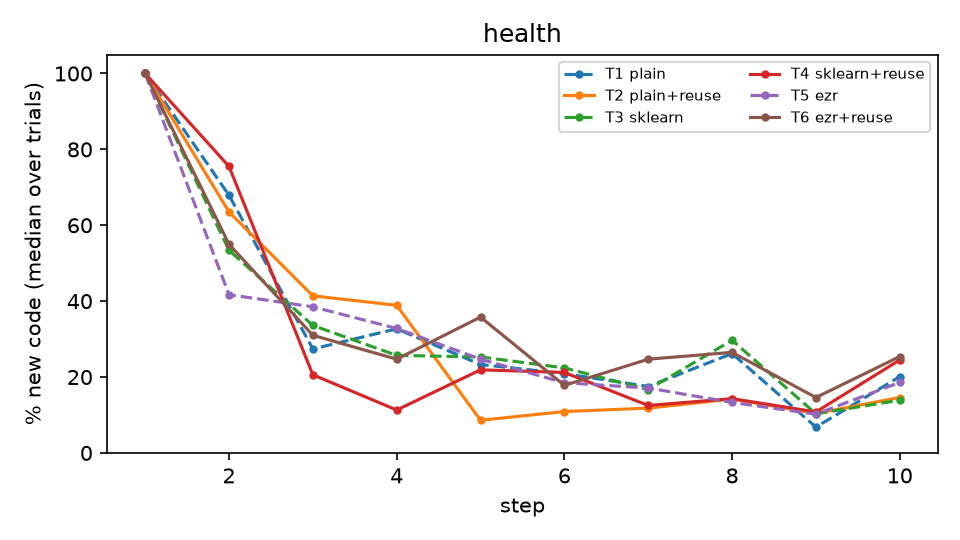 health
% new code (median over trials)
100
80
60
40
20
0
T1 plain
T2 plain+reuse
T3 sklearn
T4 sklearn+reuse
T5 ezr
T6 ezr+reuse
2 4 6 8 10
step